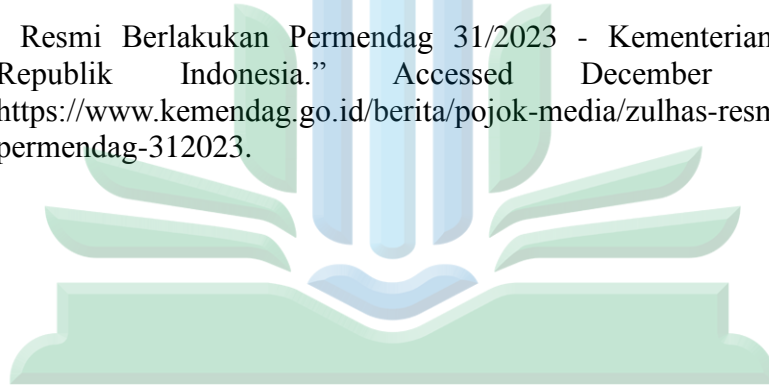 Resmi Berlakukan Permendag 31/2023 - Kementerian
Republik Indonesia.” Accessed December
https://www.kemendag.go.id/berita/pojok-media/zulhas-resm
permendag-312023.